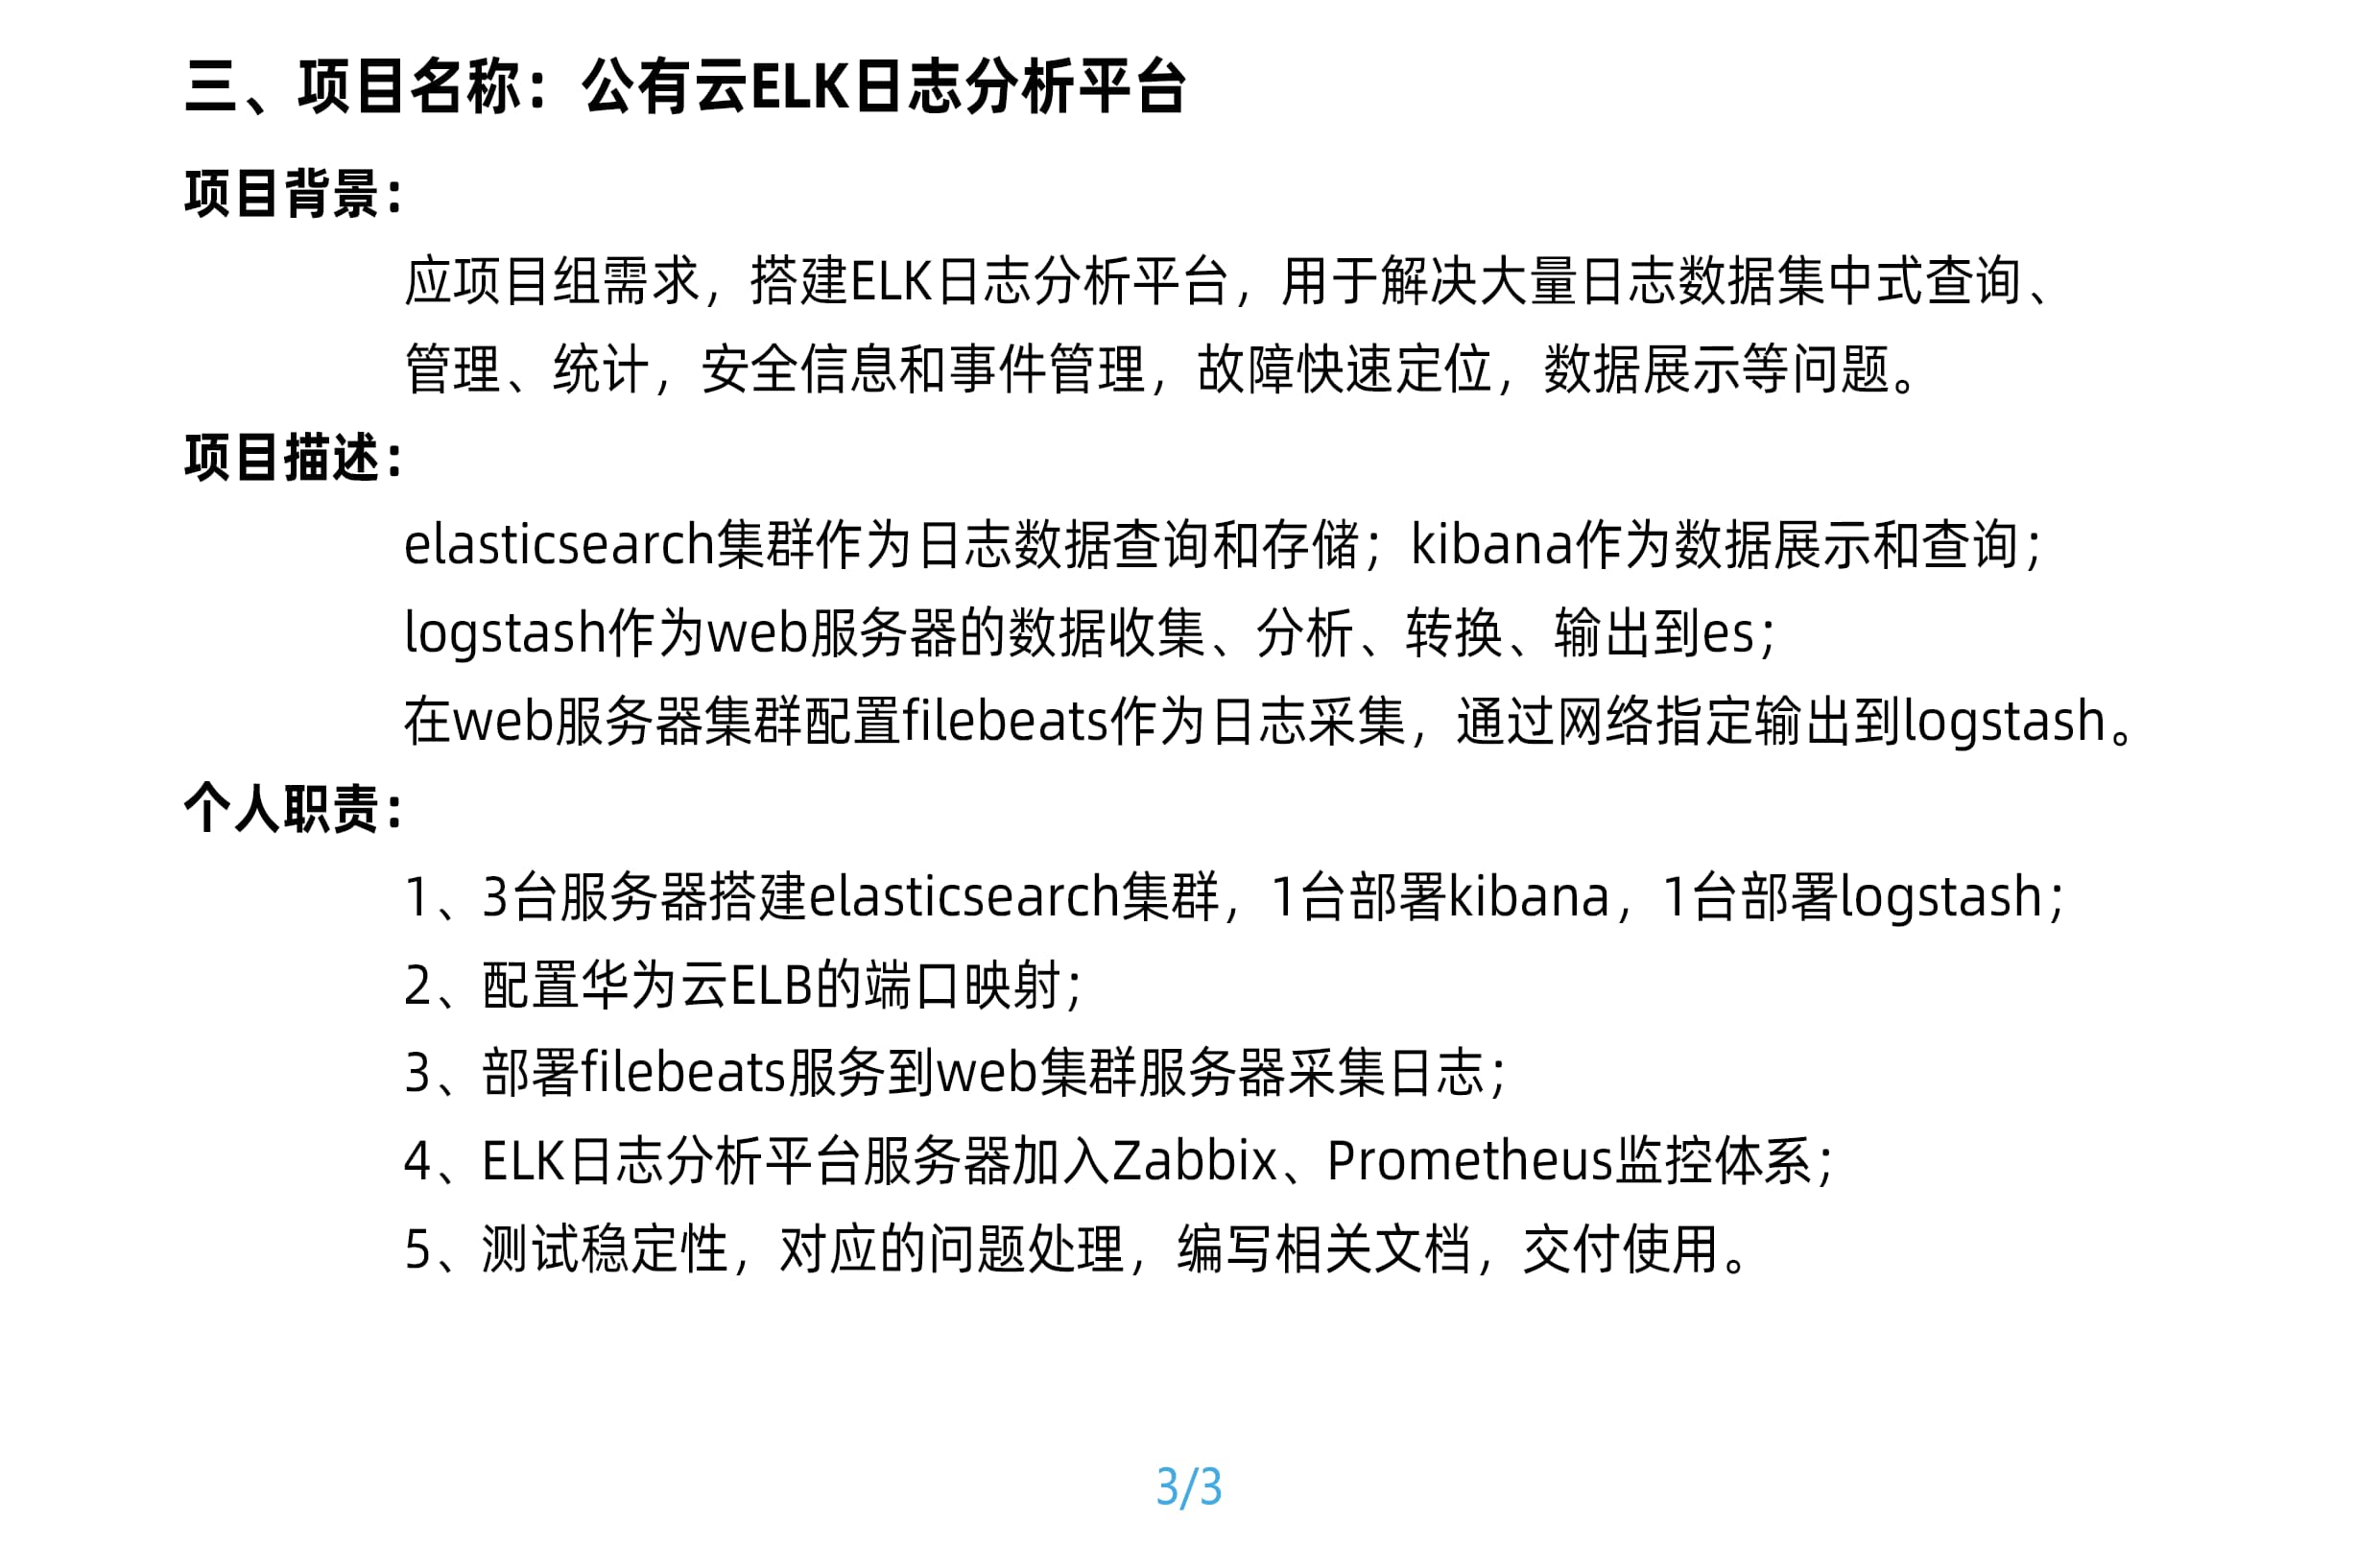 三、项目名称：公有云ELK日志分析平台
项目背景：
应项目组需求，搭建ELK日志分析平台，用于解决大量日志数据集中式查询、
管理、统计，安全信息和事件管理，故障快速定位，数据展示等问题。
项目描述：
elasticsearch集群作为日志数据查询和存储；kibana作为数据展示和查询；
logstash作为web服务器的数据收集、分析、转换、输出到es；
在web服务器集群配置filebeats作为日志采集，通过网络指定输出到logstash。
个人职责：
1、3台服务器搭建elasticsearch集群，1台部署kibana，1台部署logstash；
2、配置华为云ELB的端口映射；
3、部署filebeats服务到web集群服务器采集日志；
4、ELK日志分析平台服务器加入Zabbix、Prometheus监控体系；
5、测试稳定性，对应的问题处理，编写相关文档，交付使用。
3/3